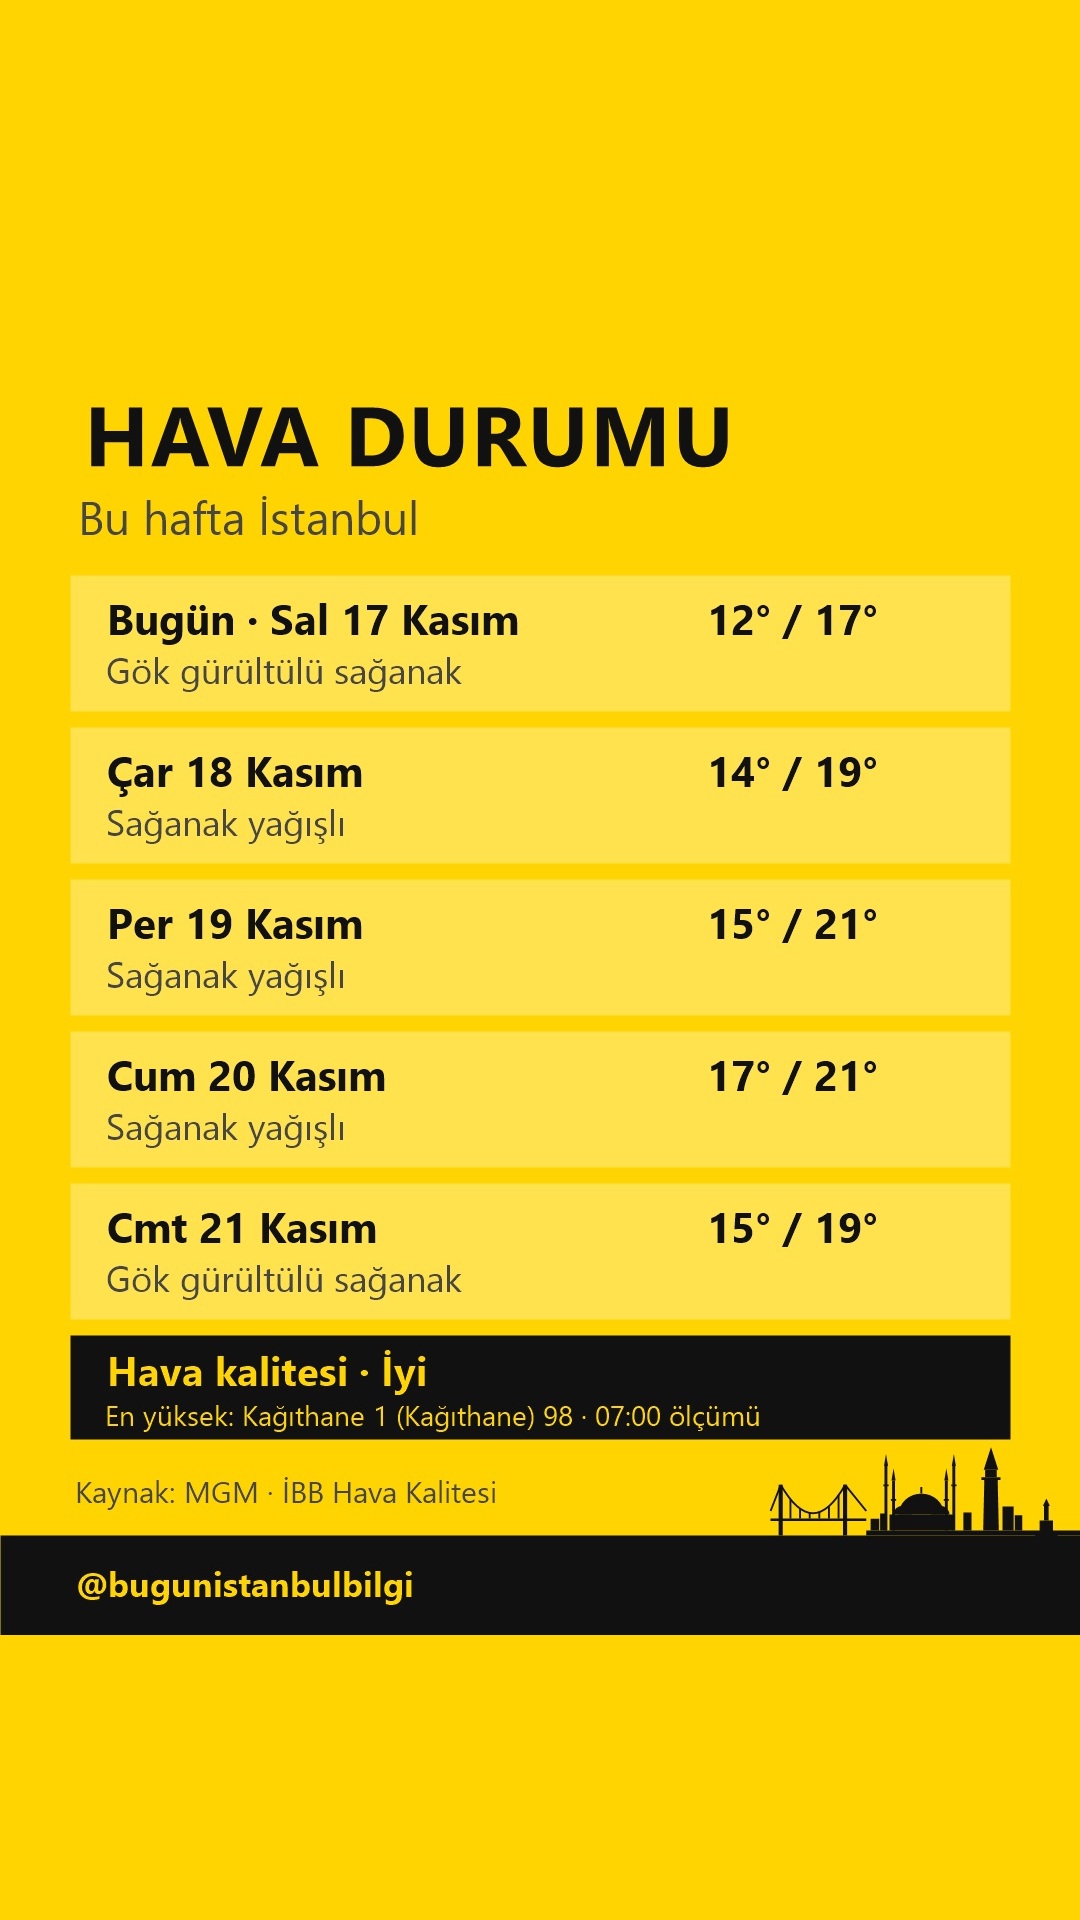 HAVA DURUMU
Bu hafta İstanbul
Bugün · Sal 17 Kasım 12° / 17°
Gök gürültülü sağanak
Çar 18 Kasım 14° / 19°
Sağanak yağışlı
Per 19 Kasım 15° / 21°
Sağanak yağışlı
Cum 20 Kasım 17° / 21°
Sağanak yağışlı
Cmt 21 Kasım 15° / 19°
Gök gürültülü sağanak
Hava kalitesi · İyi
En yüksek: Kağıthane 1 (Kağıthane) 98 · 07:00 ölçümü
Kaynak: MGM · İBB Hava Kalitesi
@bugunistanbulbilgi